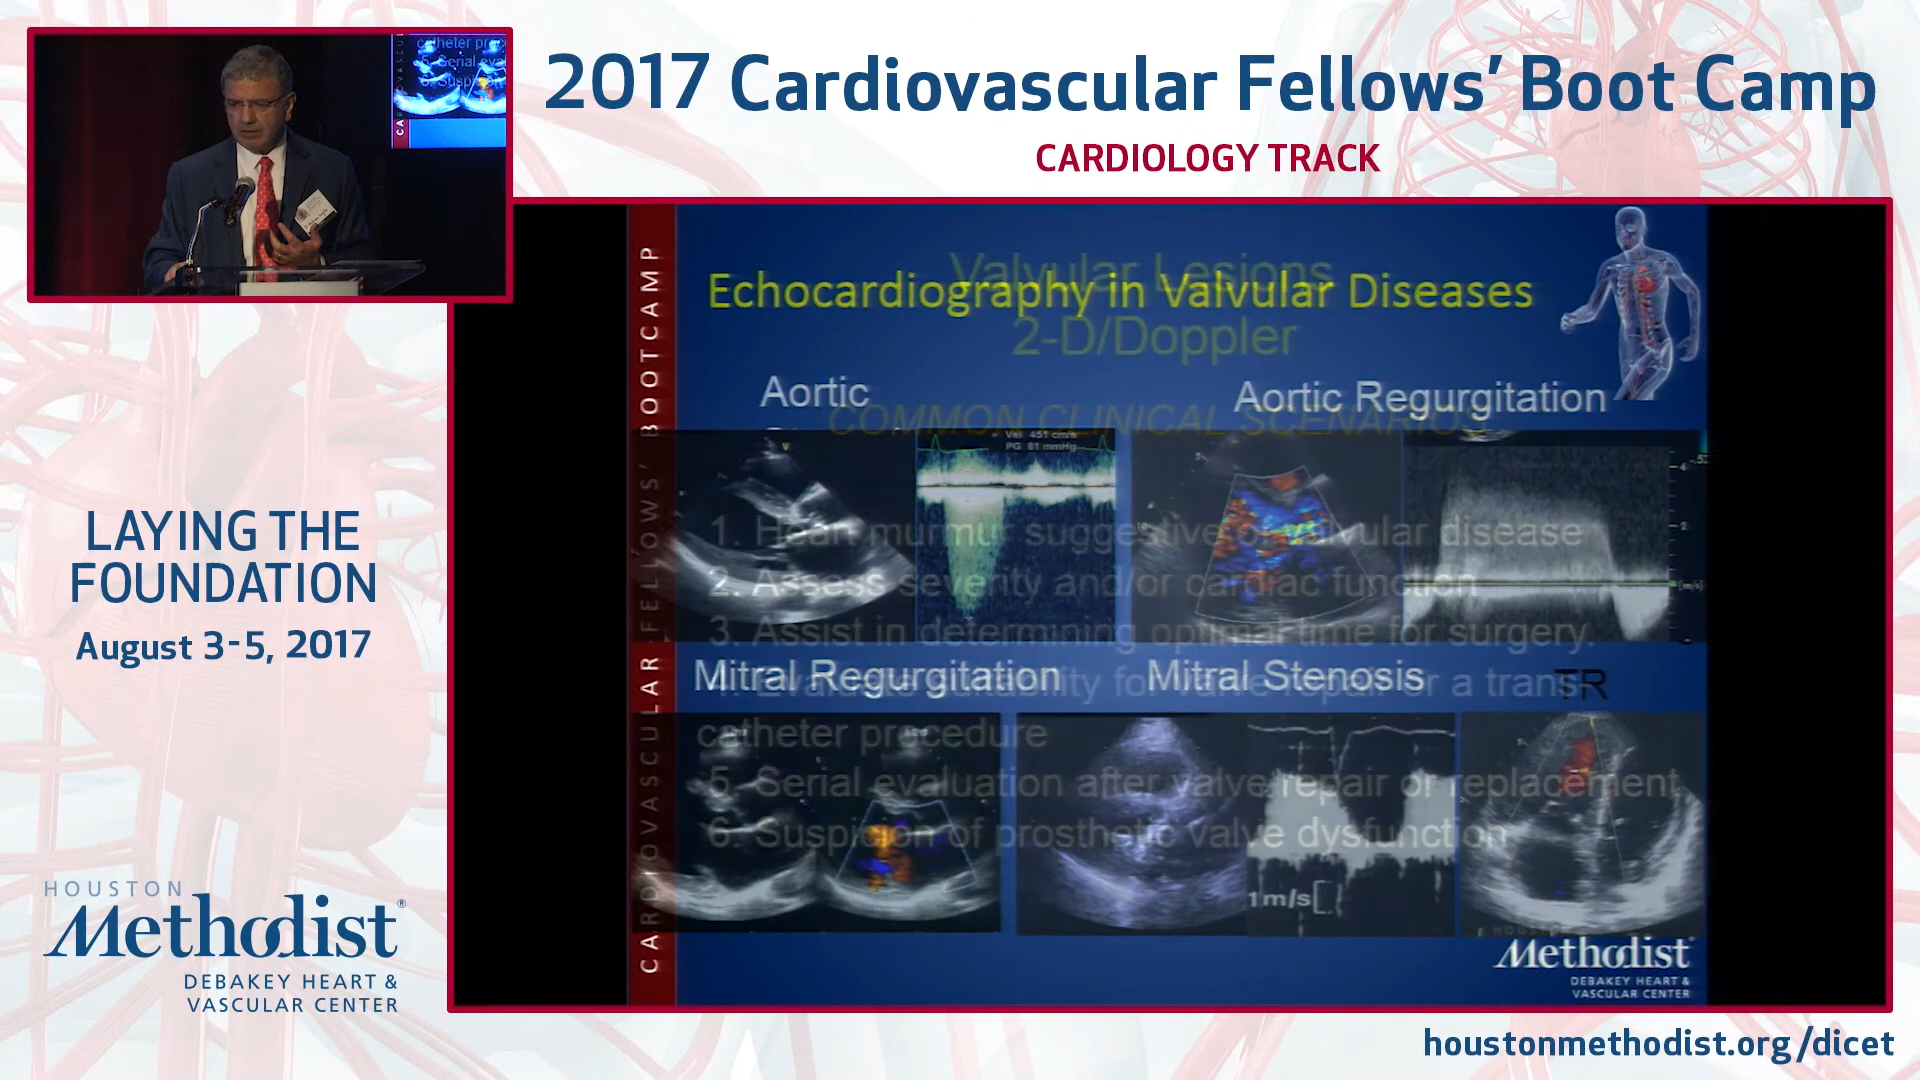 2017 Cardiovascular Fellows' Boot Camp
CARDIOLOGY TRACK
catheter
5. Serial
6.
CA
LAYING THE
FOUNDATION
August 3-5, 2017
HOUSTON
Methodist®
DEBAKEY HEART &
VASCULAR CENTER
CARDIOVASCULAR FELLOWS' BOOTCAMP
Valvular Lesions
Echocardiography in Valvular Diseases
2-D/Doppler
Aortic
Aortic Regurgitation
COMMON CLINICAL SCENARIOS
Vel 451 cm/s
PG 81 mmHg
1. Heart murmur suggestive of valvular disease
2. Assess severity and/or cardiac function
3. Assist in determining optimal time for surgery.
Mitral Regurgitation
Mitral Stenosis
TR
4. for a trans
catheter procedure
5. Serial evaluation after valve repair or replacement
6. Suspicion of prosthetic valve dysfunction
1m/s
Methodist
DEBAKEY HEART &
VASCULAR CENTER
houstonmethodist.org/dicet